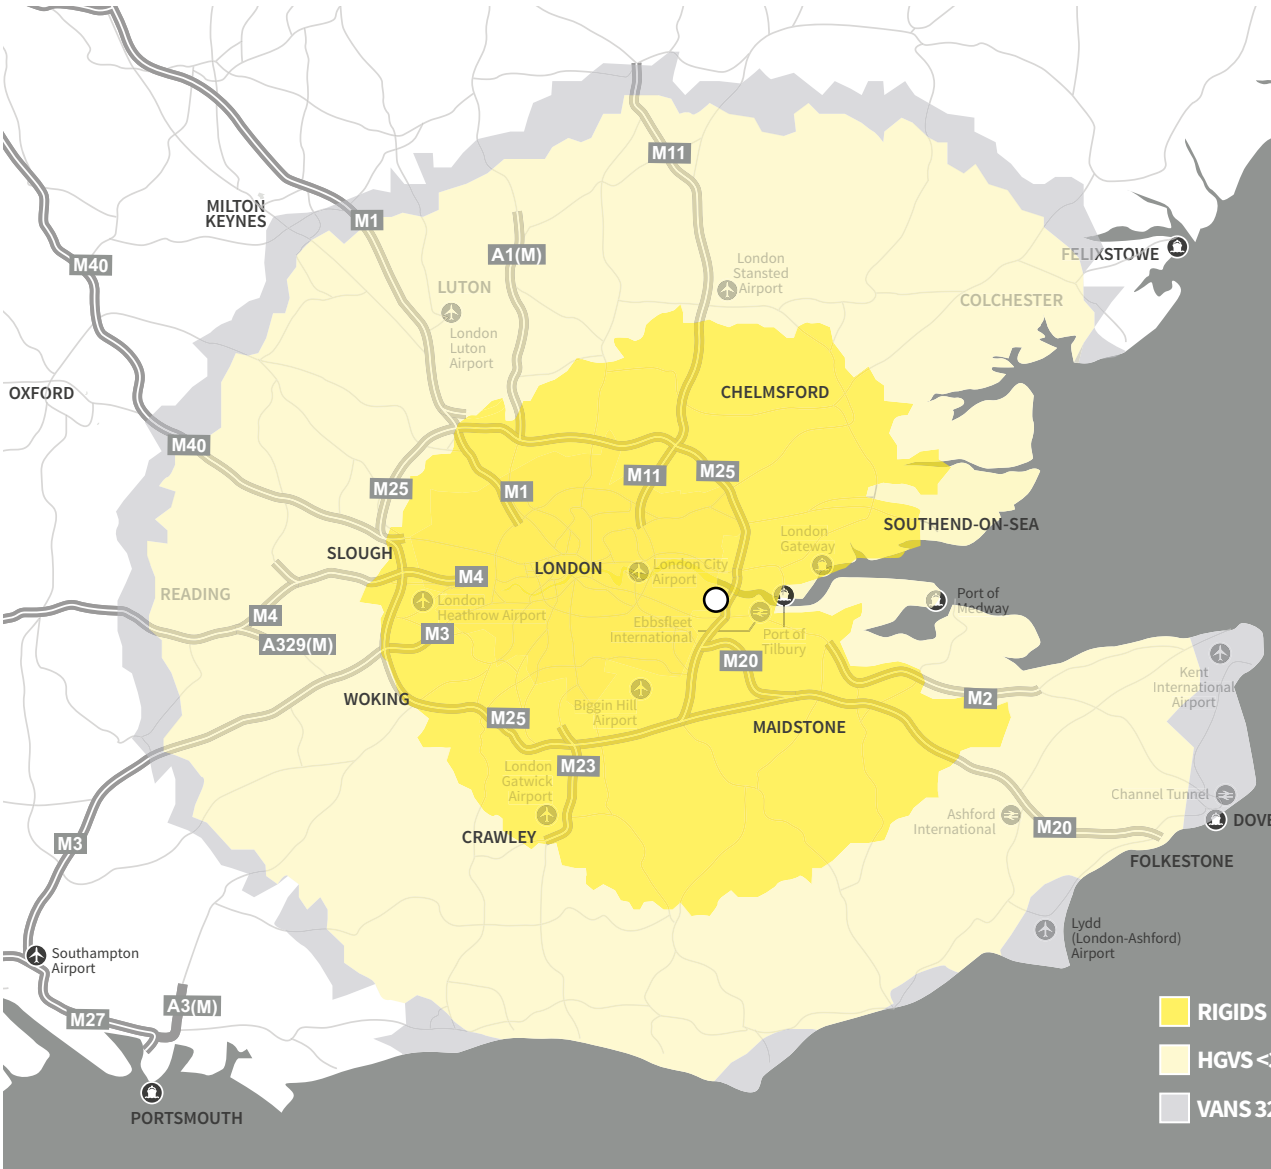 M11
MILTON
KEYNES
M1
A1(M)
FELIXSTOWE
M40
London
Stansted
Airport
LUTON
COLCHESTER
London
Luton
Airport
OXFORD
CHELMSFORD
M40
M11
M25
M25
M1
SOUTHEND-ON-SEA
London
Gateway
SLOUGH
LONDON
London City
Airport
M4
READING
London
Heathrow Airport
Port of
Medway
M4
Ebbsfleet
International
Port of
Tilbury
M3
A329(M)
M20
Kent
International
Airport
WOKING
M2
Biggin Hill
Airport
M25
MAIDSTONE
M23
London
Gatwick
Airport
Channel Tunnel
Ashford
International
DOVE
M20
CRAWLEY
M3
FOLKESTONE
Lydd
(London-Ashford)
Airport
Southampton
Airport
A3(M)
M27
RIGIDS
HGVS <
VANS 32
PORTSMOUTH